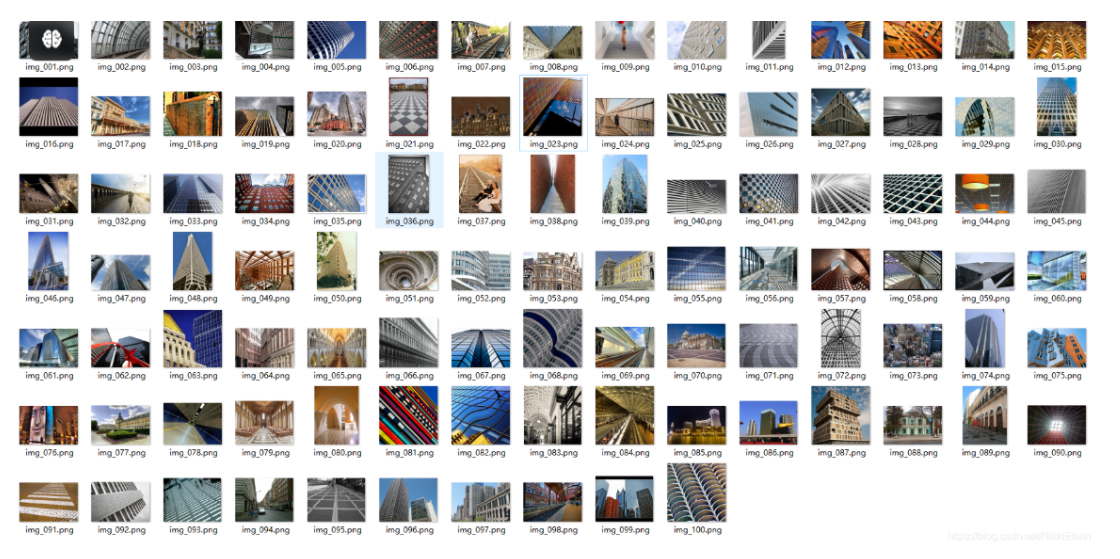 img_001.png img_002.png img_003.png img_004.png img_005.png img_006.png img_007.png img_008.png img_009.png img_010.png img_011.png img_012.png img_013.png img_014.png img_015.png
img_016.png img_017.png img_018.png img_019.png img_020.png img_021.png img_022.png img_023.png img_024.png img_025.png img_026.png img_027.png img_028.png img_029.png img_030.png
img_031.png img_032.png img_033.png img_034.png img_035.png img_036.png img_037.png img_038.png img_039.png img_040.png img_041.png img_042.png img_043.png img_044.png img_045.png
img_046.png img_047.png img_048.png img_049.png img_050.png img_051.png img_052.png img_053.png img_054.png img_055.png img_056.png img_057.png img_058.png img_059.png img_060.png
img_061.png img_062.png img_063.png img_064.png img_065.png img_066.png img_067.png img_068.png img_069.png img_070.png img_071.png img_072.png img_073.png img_074.png img_075.png
img_076.png img_077.png img_078.png img_079.png img_080.png img_081.png img_082.png img_083.png img_084.png img_085.png img_086.png img_087.png img_088.png img_089.png img_090.png
img_091.png img_092.png img_093.png img_094.png img_095.png img_096.png img_097.png img_098.png img_099.png img_100.png